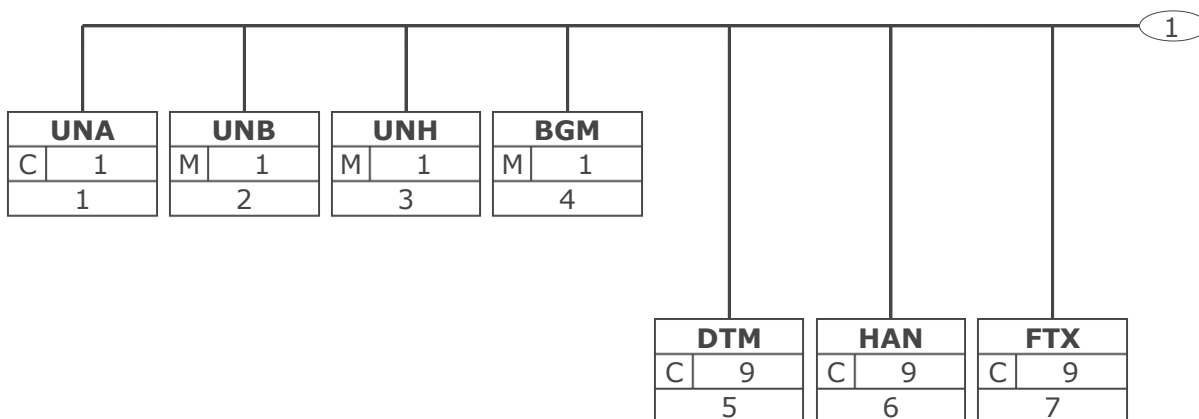 1
UNA UNB UNH BGM
C 1 M 1 M 1 M 1
1 2 3 4
DTM HAN FTX
C 9 C 9 C 9
5 6 7